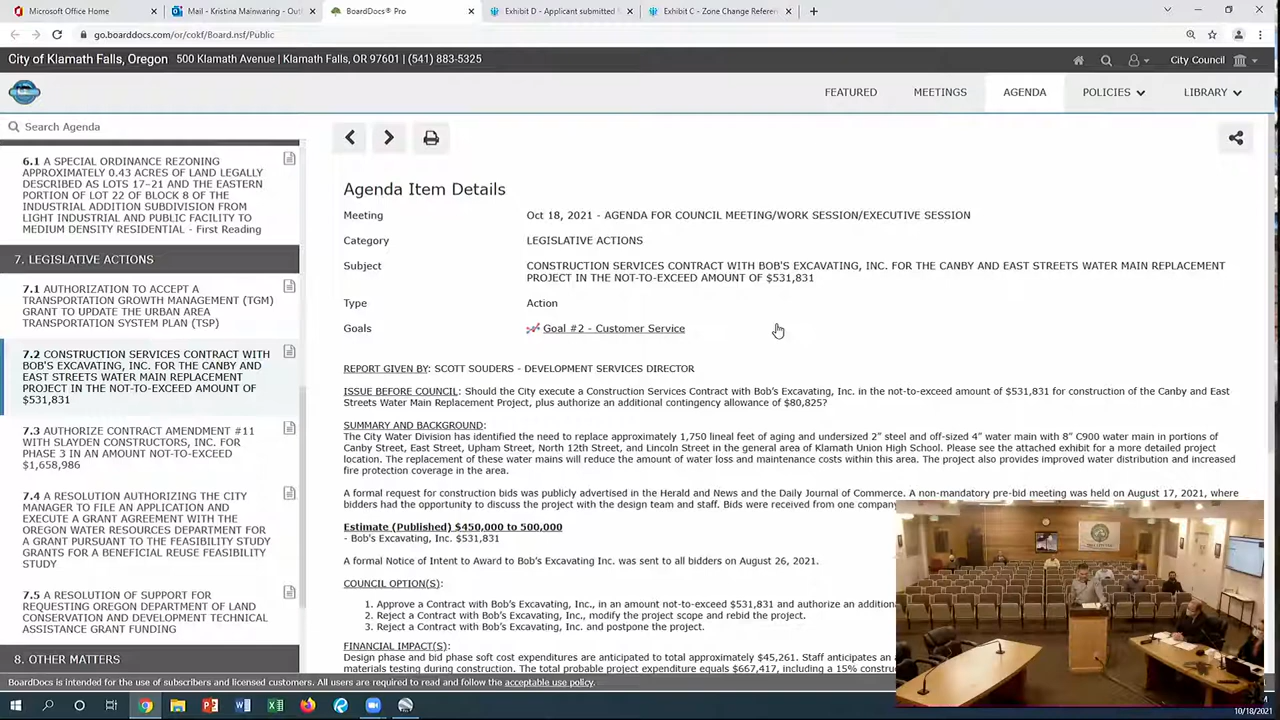 Microsoft Office Home
Mail - Kristina Mainwaring - Out
BoardDocs® Pro
Exhibit D - Applicant submitted M
Exhibit C - Zone Change Referen
go.boarddocs.com/or/cokf/Board.nsf/Public
City of Klamath Falls, Oregon 500 Klamath Avenue | Klamath Falls, OR 97601 | (541) 883-5325
City Council
FEATURED MEETINGS AGENDA POLICIES LIBRARY
Search Agenda
6.1 A SPECIAL ORDINANCE REZONING
APPROXIMATELY 0.43 ACRES OF LAND LEGALLY
DESCRIBED AS LOTS 17-21 AND THE EASTERN
PORTION OF LOT 22 OF BLOCK 8 OF THE
INDUSTRIAL ADDITION SUBDIVISION FROM
LIGHT INDUSTRIAL AND PUBLIC FACILITY TO
MEDIUM DENSITY RESIDENTIAL - First Reading
7. LEGISLATIVE ACTIONS
7.1 AUTHORIZATION TO ACCEPT A
TRANSPORTATION GROWTH MANAGEMENT (TGM)
GRANT TO UPDATE THE URBAN AREA
TRANSPORTATION SYSTEM PLAN (TSP)
7.2 CONSTRUCTION SERVICES CONTRACT WITH
BOB'S EXCAVATING, INC. FOR THE CANBY AND
EAST STREETS WATER MAIN REPLACEMENT
PROJECT IN THE NOT-TO-EXCEED AMOUNT OF
$531,831
7.3 AUTHORIZE CONTRACT AMENDMENT #11
WITH SLAYDEN CONSTRUCTORS, INC. FOR
PHASE 3 IN AN AMOUNT NOT-TO-EXCEED
$1,658,986
7.4 A RESOLUTION AUTHORIZING THE CITY
MANAGER TO FILE AN APPLICATION AND
EXECUTE A GRANT AGREEMENT WITH THE
OREGON WATER RESOURCES DEPARTMENT FOR
A GRANT PURSUANT TO THE FEASIBILITY STUDY
GRANTS FOR A BENEFICIAL REUSE FEASIBILITY
STUDY
7.5 A RESOLUTION OF SUPPORT FOR
REQUESTING OREGON DEPARTMENT OF LAND
CONSERVATION AND DEVELOPMENT TECHNICAL
ASSISTANCE GRANT FUNDING
8. OTHER MATTERS
Agenda Item Details
Meeting Oct 18, 2021 - AGENDA FOR COUNCIL MEETING/WORK SESSION/EXECUTIVE SESSION
Category LEGISLATIVE ACTIONS
Subject CONSTRUCTION SERVICES CONTRACT WITH BOB'S EXCAVATING, INC. FOR THE CANBY AND EAST STREETS WATER MAIN REPLACEMENT
PROJECT IN THE NOT-TO-EXCEED AMOUNT OF $531,831
Type Action
Goals Goal #2 - Customer Service
REPORT GIVEN BY: SCOTT SOUDERS - DEVELOPMENT SERVICES DIRECTOR
ISSUE BEFORE COUNCIL: Should the City execute a Construction Services Contract with Bob's Excavating, Inc. in the not-to-exceed amount of $531,831 for construction of the Canby and East
Streets Water Main Replacement Project, plus authorize an additional contingency allowance of $80,825?
SUMMARY AND BACKGROUND:
The City Water Division has identified the need to replace approximately 1,750 lineal feet of aging and undersized 2" steel and off-sized 4" water main with 8" C900 water main in portions of
Canby Street, East Street, Upham Street, North 12th Street, and Lincoln Street in the general area of Klamath Union High School. Please see the attached exhibit for a more detailed project
location. The replacement of these water mains will reduce the amount of water loss and maintenance costs within this area. The project also provides improved water distribution and increased
fire protection coverage in the area.
A formal request for construction bids was publicly advertised in the Herald and News and the Daily Journal of Commerce. A non-mandatory pre-bid meeting was held on August 17, 2021, where
bidders had the opportunity to discuss the project with the design team and staff. Bids were received from one company
Estimate (Published) $450,000 to 500,000
- Bob's Excavating, Inc. $531,831
A formal Notice of Intent to Award to Bob's Excavating Inc. was sent to all bidders on August 26, 2021.
COUNCIL OPTION(S):
1. Approve a Contract with Bob's Excavating, Inc., in an amount not-to-exceed $531,831 and authorize an additiona
2. Reject a Contract with Bob's Excavating, Inc., modify the project scope and rebid the project.
3. Reject a Contract with Bob's Excavating, Inc. and postpone the project.
FINANCIAL IMPACT(S):
Design phase and bid phase soft cost expenditures are anticipated to total approximately $45,261. Staff anticipates an
materials testing during construction. The total probable project expenditure equals $667,417, including a 15% constru
BoardDocs is intended for the use of subscribers and licensed customers. All users are required to read and follow the acceptable use policy.
10/18/2021